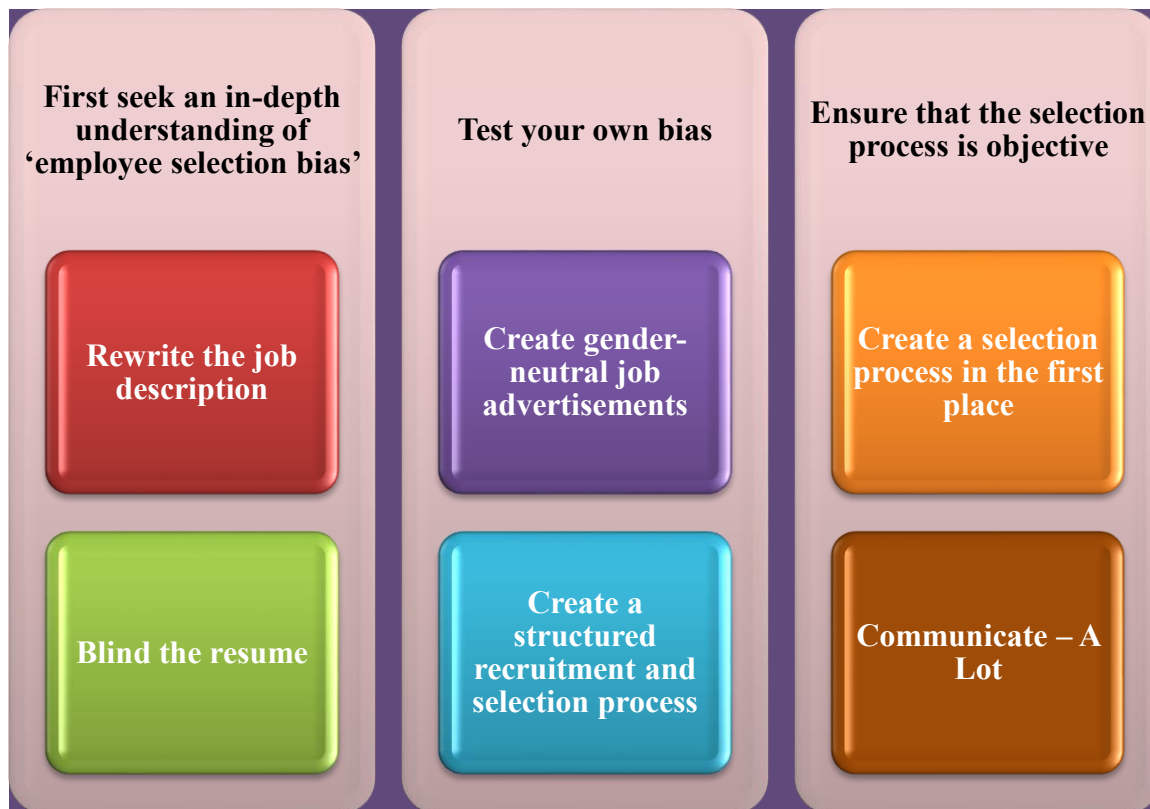 First seek an in-depth
understanding of
‘employee selection bias’
Rewrite the job
description
Blind the resume
Test your own bias
Create gender-
neutral job
advertisements
Create a
structured
recruitment and
selection process
Ensure that the selection
process is objective
Create a selection
process in the first
place
Communicate – A
Lot